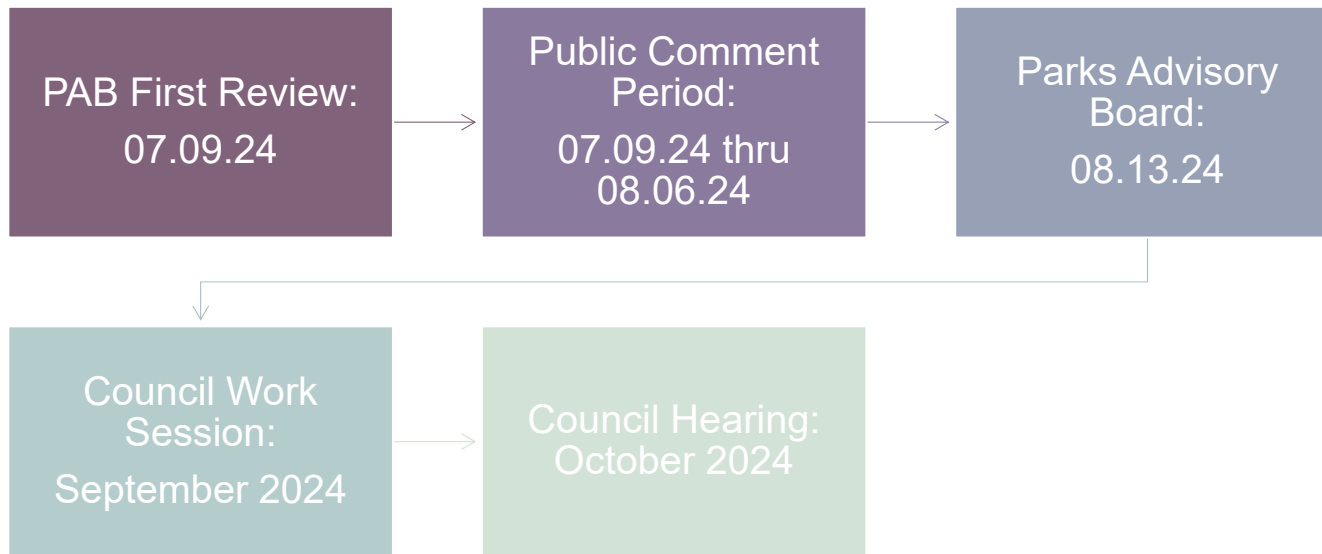 PAB First Review:
07.09.24
Public Comment
Period:
07.09.24 thru
08.06.24
Parks Advisory
Board:
08.13.24
Council Work
Session:
September 2024
Council Hearing:
October 2024